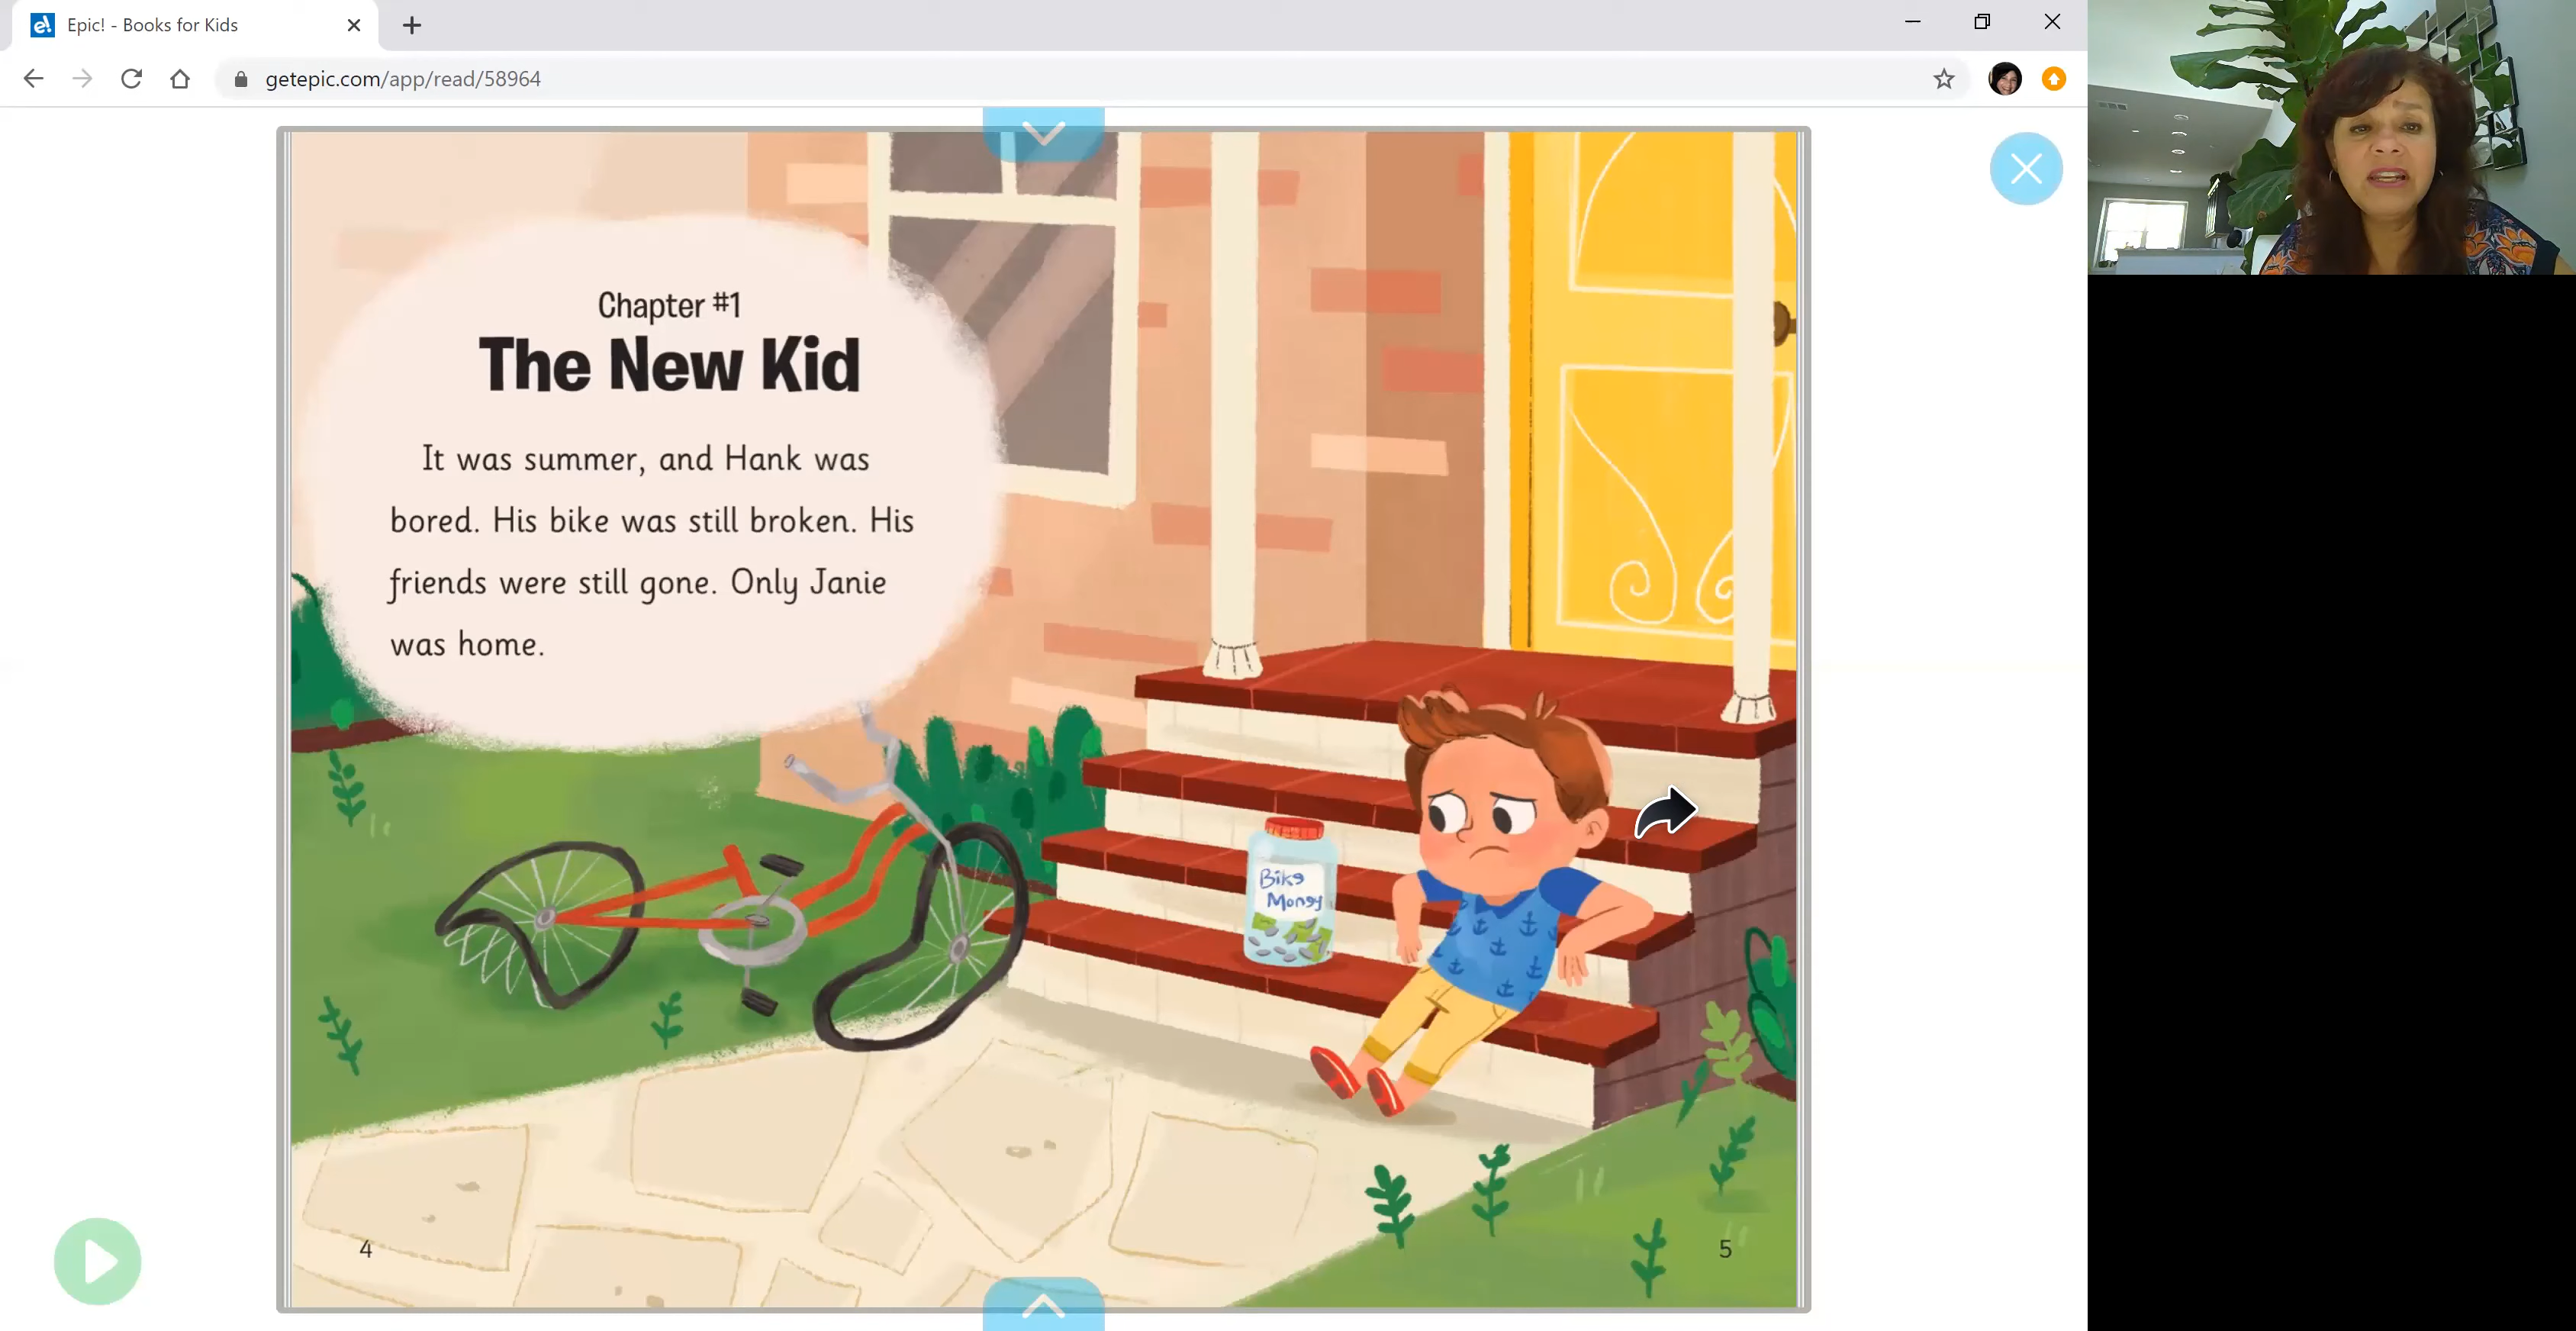 Epic! - Books for Kids
getepic.com/app/read/58964
Chapter #1
The New Kid
It was summer, and Hank was
bored. His bike was still broken. His
friends were still gone. Only Janie
was home.
Bike
Money
4
5